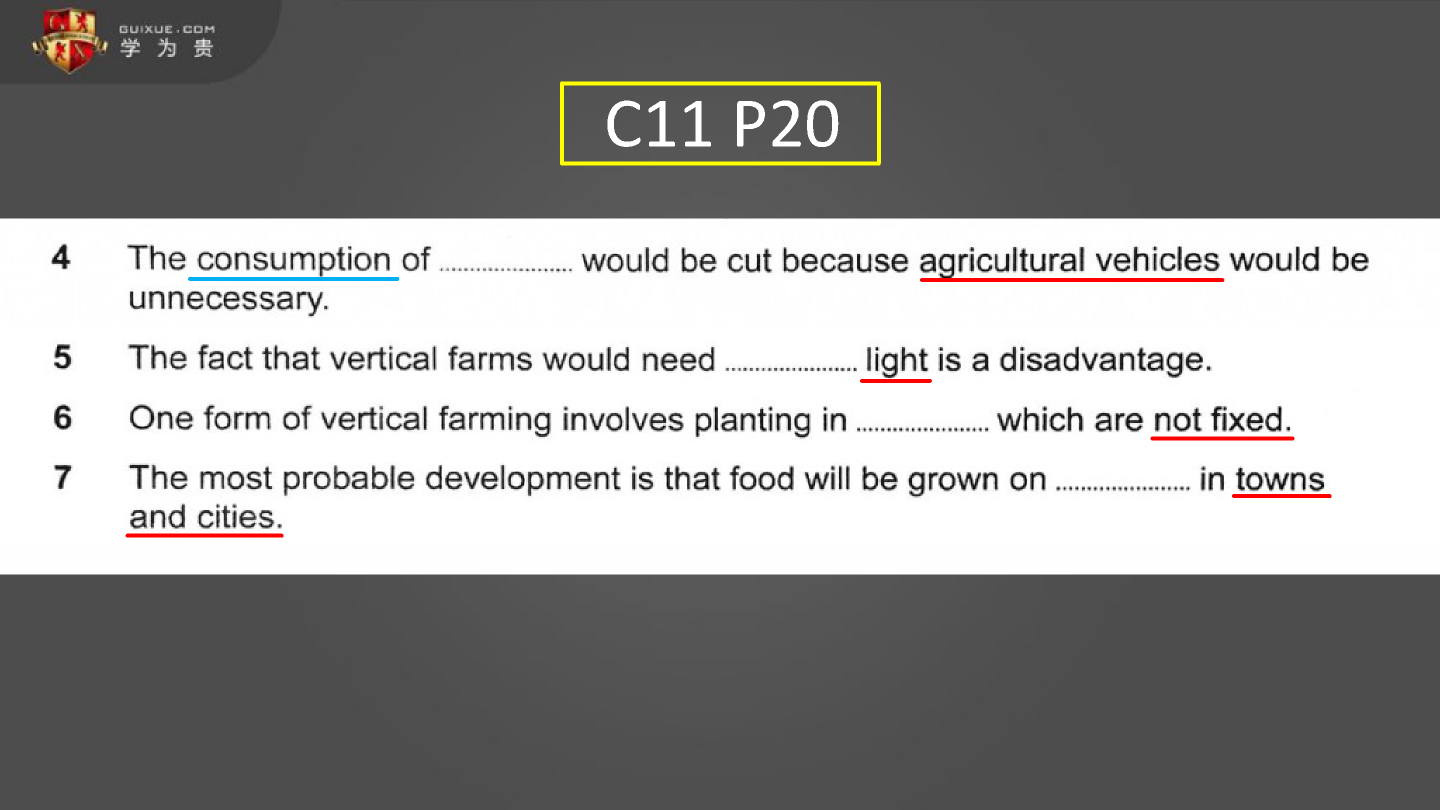 GUIXUE.COM
学为贵
C11 P20
4 The consumption of ...................... would be cut because agricultural vehicles would be
unnecessary.
5 The fact that vertical farms would need ...................... light is a disadvantage.
6 One form of vertical farming involves planting in ...................... which are not fixed.
7 The most probable development is that food will be grown on ...................... in towns
and cities.